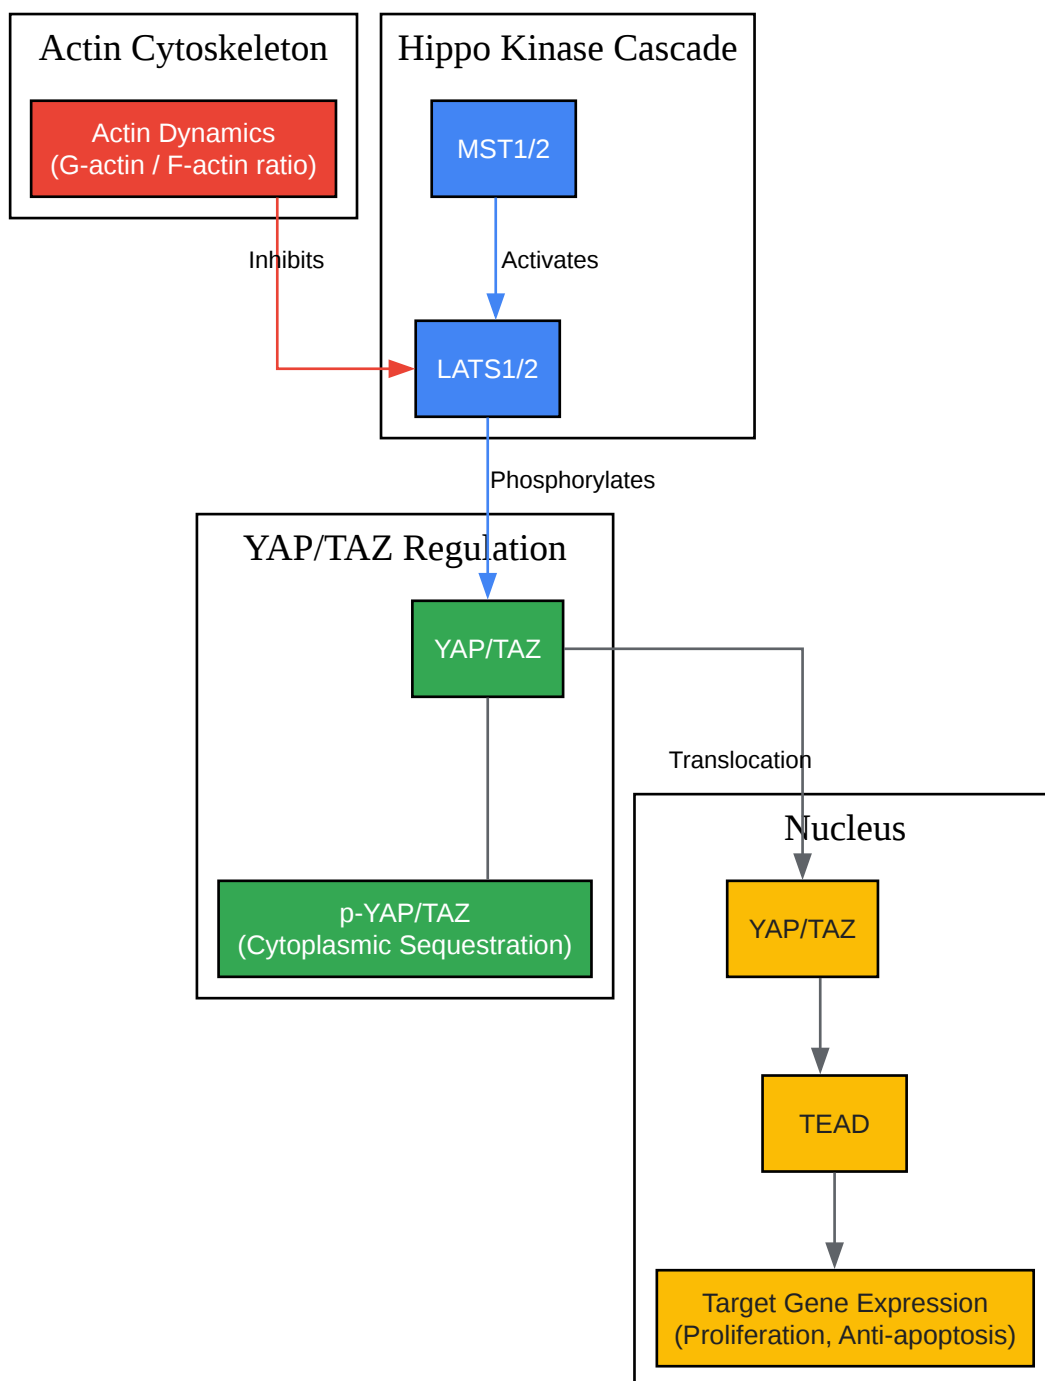 Actin Cytoskeleton
Actin Dynamics
(G-actin / F-actin ratio)
Hippo Kinase Cascade
MST1/2
Inhibits
Activates
LATS1/2
Phosphorylates
YAP/TAZ Regulation
YAP/TAZ
Translocation
p-YAP/TAZ
(Cytoplasmic Sequestration)
Nucleus
YAP/TAZ
TEAD
Target Gene Expression
(Proliferation, Anti-apoptosis)